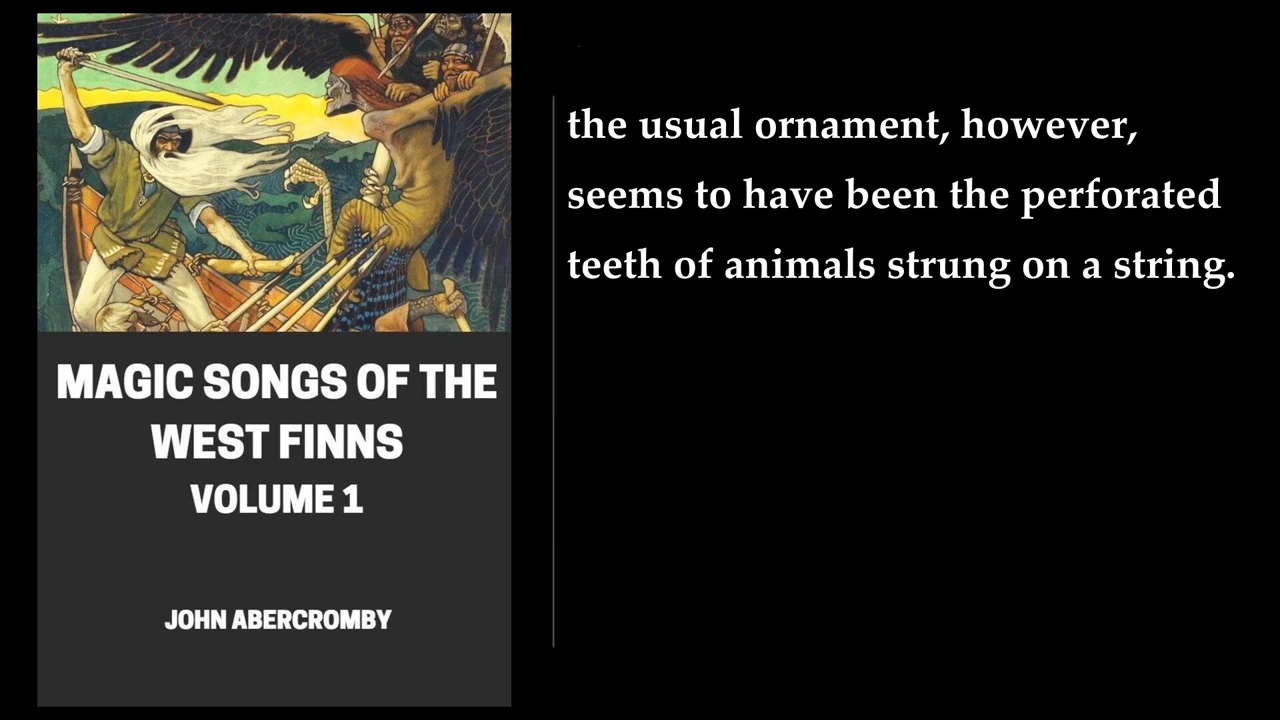 MAGIC SONGS OF THE
WEST FINNS
VOLUME 1
JOHN ABERCROMBY
the usual ornament, however,
seems to have been the perforated
teeth of animals strung on a string.